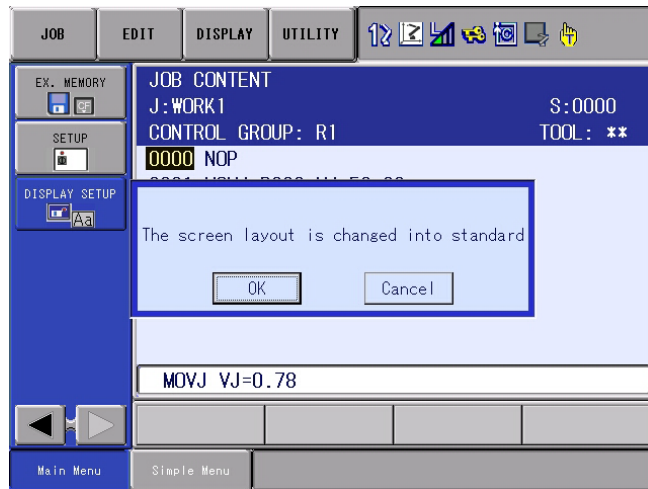 JOB EDIT DISPLAY UTILITY
EX. MEMORY
CF
SETUP
DISPLAY SETUP
Aa
JOB CONTENT
J:WORK1 S:0000
CONTROL GROUP: R1 TOOL: **
0000 NOP
The screen layout is changed into standard
OK Cancel
MOVJ VJ=0.78
Main Menu Simple Menu